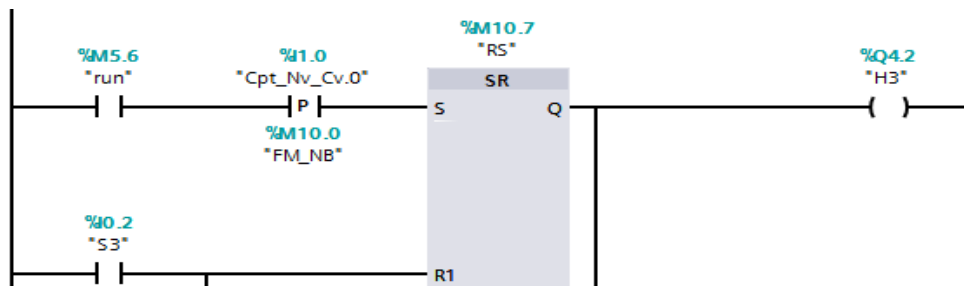 %M5.6
"run"
%I1.0
"Cpt_Nv_Cv.0"
P
%M10.0
"FM_NB"
%M10.7
"RS"
SR
S
Q
%Q4.2
"H3"
%I0.2
"S3"
R1